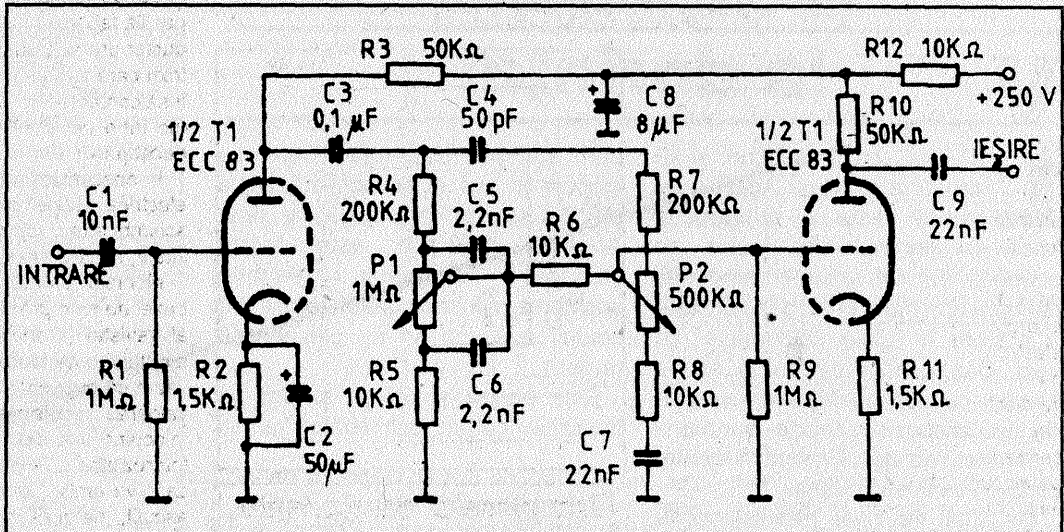 R3 50KΩ
R12 10KΩ
+250 V
C3
0,1 µF
C4
50pF
C8
8µF
+
R10
50KΩ
1/2 T1
ECC 83
1/2 T1
ECC 83
IESIRE
C9
22nF
C1
10nF
INTRARE
R4
200KΩ
C5
2,2nF
R6
10KΩ
R7
200KΩ
P1
1MΩ
P2
500KΩ
R1
1MΩ
R2
1,5KΩ
+
C2
50µF
R5
10KΩ
C6
2,2nF
R8
10KΩ
C7
22nF
R9
1MΩ
R11
1,5KΩ